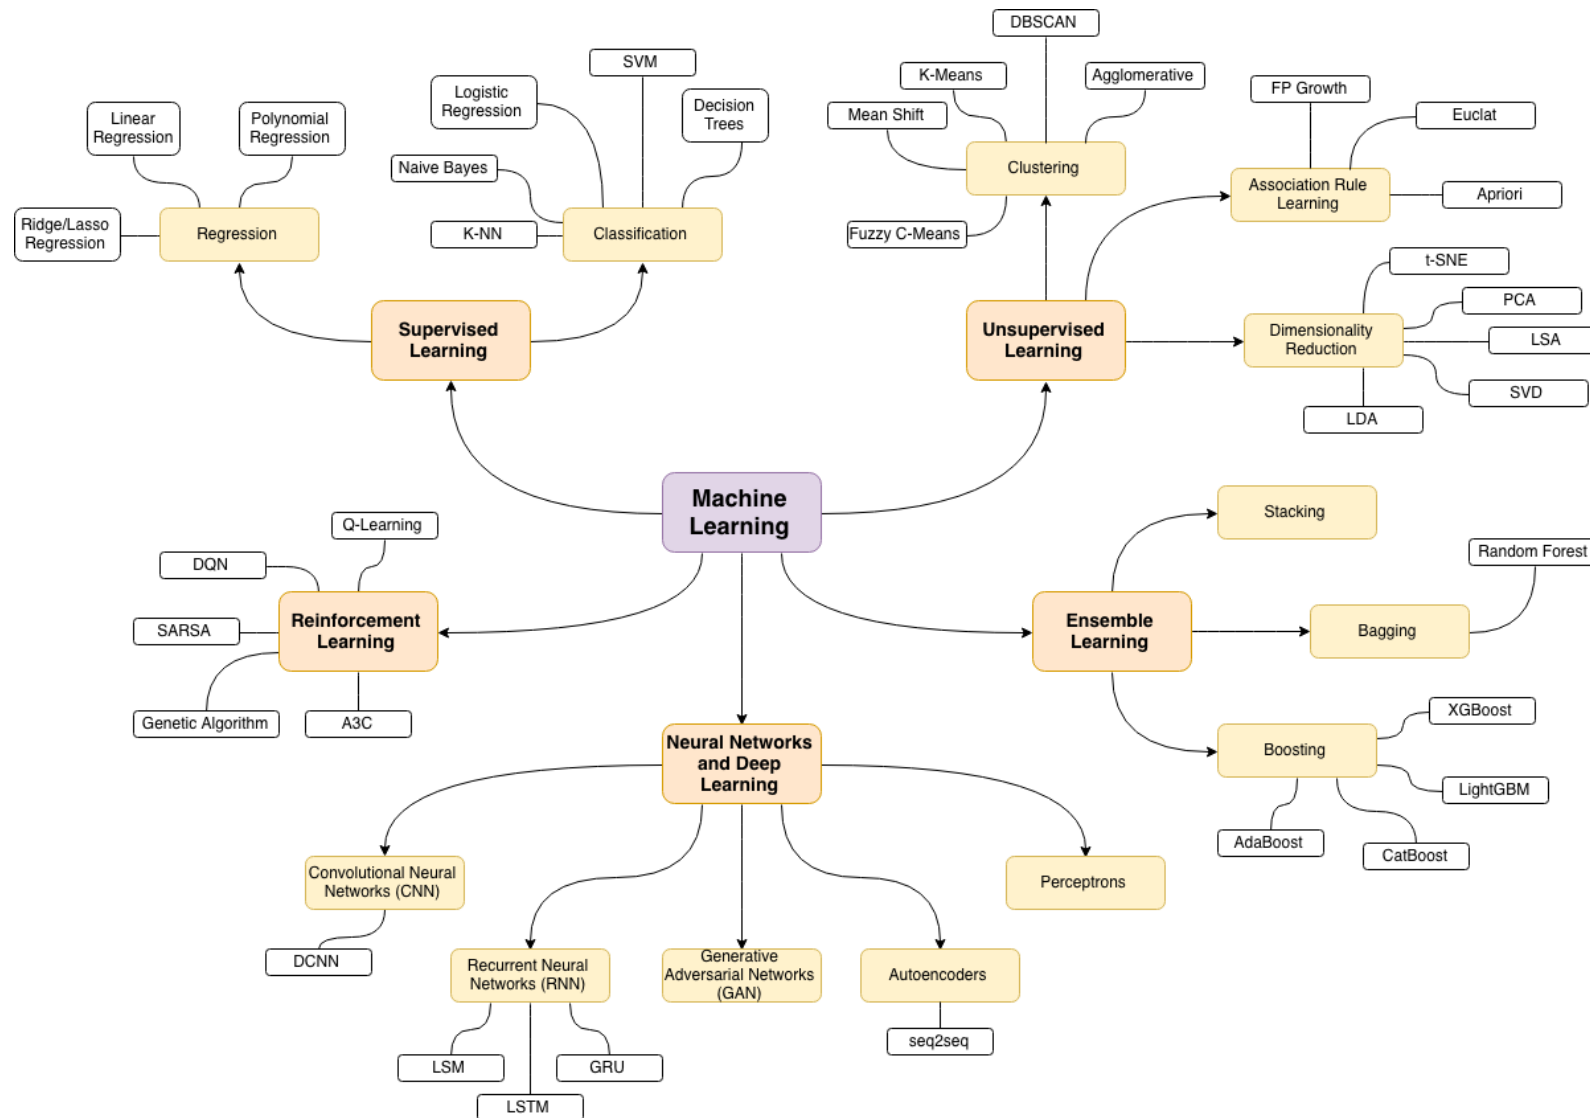 DBSCAN
SVM
K-Means
Agglomerative
Logistic
Regression
FP Growth
Linear
Regression
Polynomial
Regression
Decision
Trees
Mean Shift
Euclat
Naive Bayes
Clustering
Association Rule
Learning
Apriori
Ridge/Lasso
Regression
Regression
K-NN
Classification
Fuzzy C-Means
t-SNE
PCA
Supervised
Learning
Unsupervised
Learning
Dimensionality
Reduction
LSA
SVD
LDA
Machine
Learning
Stacking
Q-Learning
Random Forest
DQN
Reinforcement
Learning
SARSA
Ensemble
Learning
Bagging
Genetic Algorithm
A3C
XGBoost
Neural Networks
and Deep
Learning
Boosting
LightGBM
AdaBoost
CatBoost
Convolutional Neural
Networks (CNN)
Perceptrons
DCNN
Recurrent Neural
Networks (RNN)
Generative
Adversarial Networks
(GAN)
Autoencoders
seq2seq
LSM
GRU
LSTM